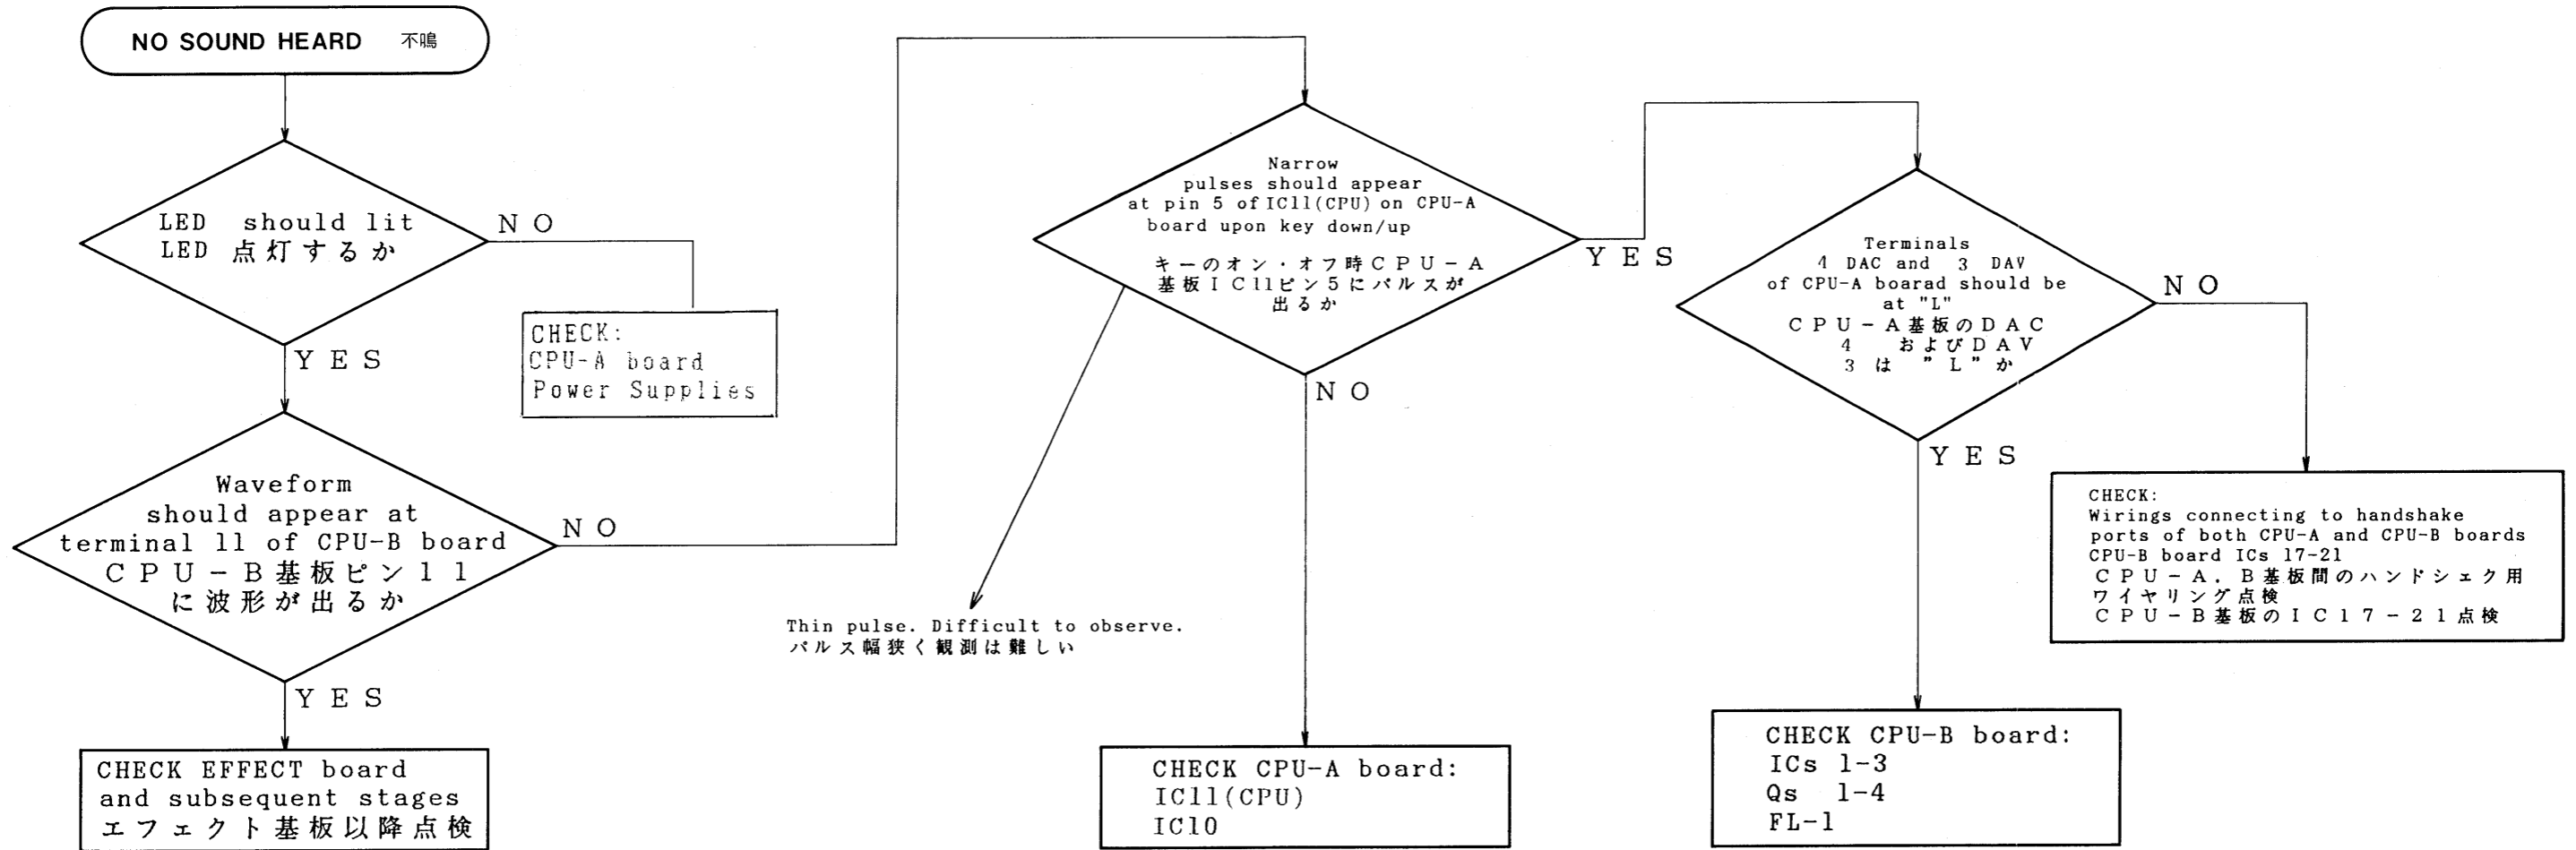 NO SOUND HEARD 不鳴
LED should lit
LED 点灯するか
NO
CHECK:
CPU-A board
Power Supplies
YES
Waveform
should appear at
terminal 11 of CPU-B board
CPU-B基板ピン11
に波形が出るか
NO
YES
CHECK EFFECT board
and subsequent stages
エフェクト基板以降点検
Narrow
pulses should appear
at pin 5 of IC11(CPU) on CPU-A
board upon key down/up
キーのオン・オフ時CPU-A
基板IC11ピン5にパルスが
出るか
YES
NO
Thin pulse. Difficult to observe.
パルス幅狭く観測は難しい
CHECK CPU-A board:
IC11(CPU)
IC10
Terminals
4 DAC and 3 DAV
of CPU-A boarad should be
at "L"
CPU-A基板のDAC
4 およびDAV
3 は "L"か
NO
YES
CHECK:
Wirings connecting to handshake
ports of both CPU-A and CPU-B boards
CPU-B board ICs 17-21
CPU-A. B基板間のハンドシェク用
ワイヤリング点検
CPU-B基板のIC17-21点検
CHECK CPU-B board:
ICs 1-3
Qs 1-4
FL-1